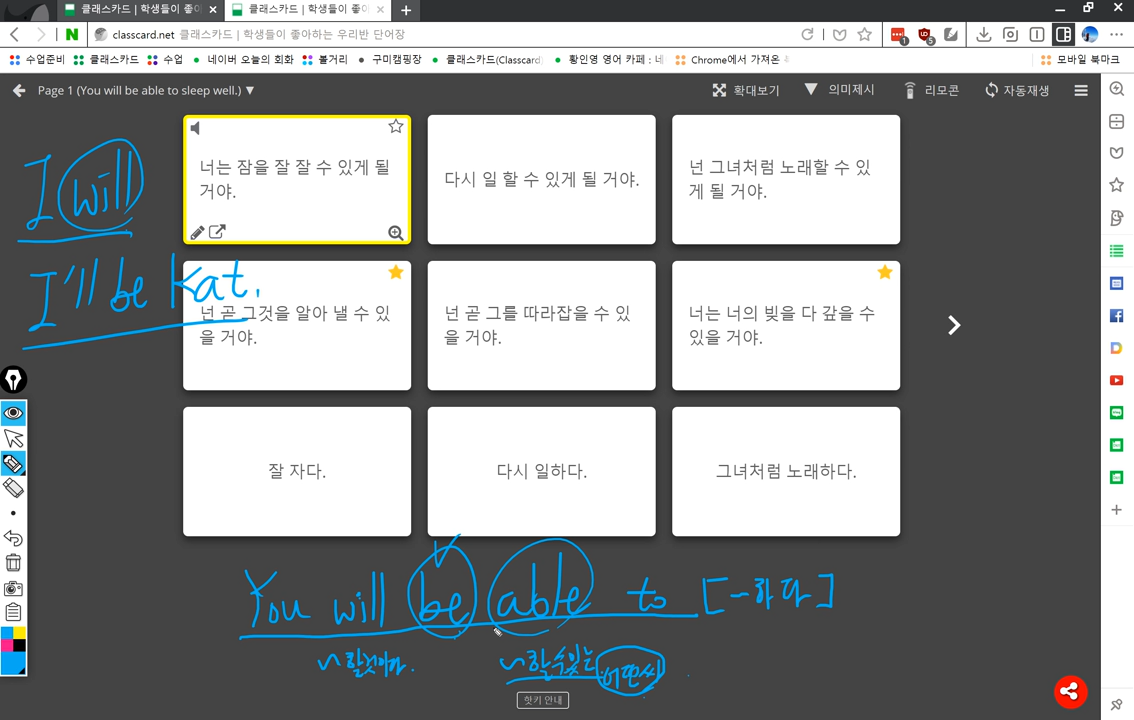 클래스카드 | 학생들이 좋아
클래스카드 | 학생들이 좋아
classcard.net 클래스카드 | 학생들이 좋아하는 우리반 단어장
수업준비 클래스카드 수업 네이버 오늘의 회화 볼거리 구미캠핑장 클래스카드(Classcard) 황인영 영어 카페 : 네 Chrome에서 가져온 모바일 북마크
Page 1 (You will be able to sleep well.) ▼ 확대보기 의미제시 리모콘 자동재생
너는 잠을 잘 잘 수 있게 될
거야.
다시 일 할 수 있게 될 거야.
넌 그녀처럼 노래할 수 있
게 될 거야.
I will
I'll be Kat.
넌 곧 그것을 알아 낼 수 있
을 거야.
넌 곧 그를 따라잡을 수 있
을 거야.
너는 너의 빚을 다 갚을 수
있을 거야.
잘 자다.
다시 일하다.
그녀처럼 노래하다.
You will be able to [-하다]
~할것이다. ~할수있는
핫키 안내